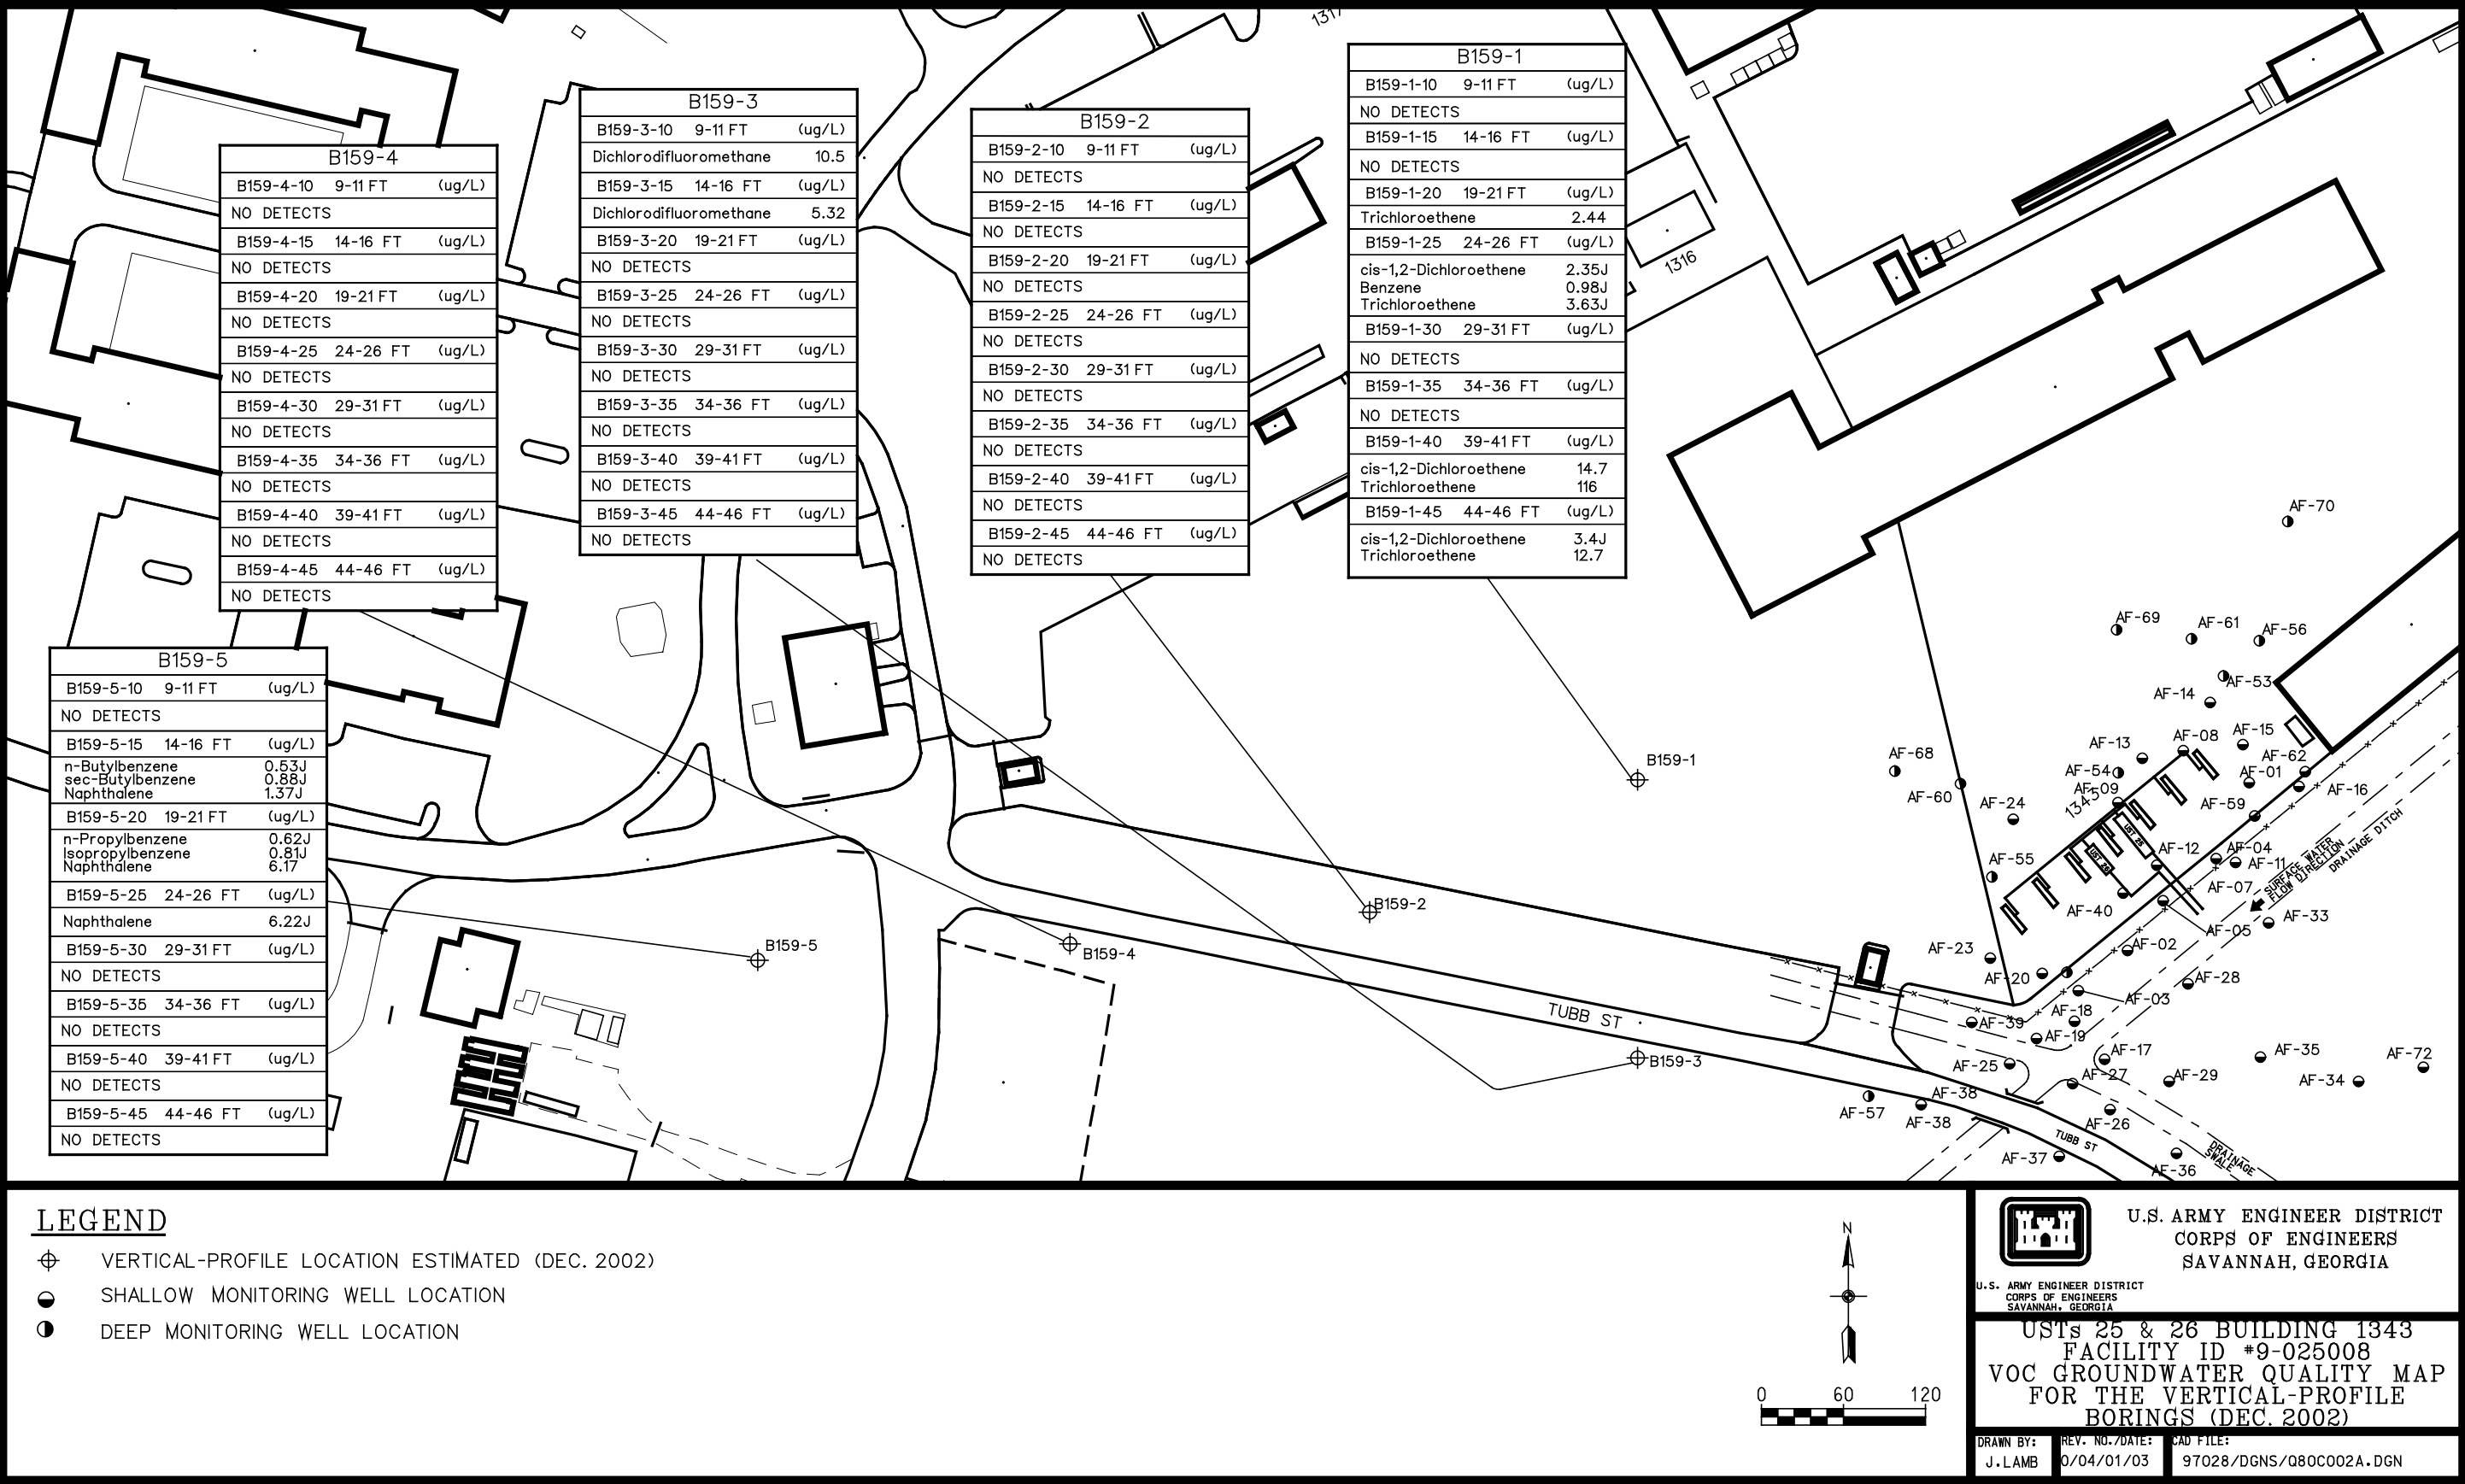 1317
B159-1
B159-1-10 9-11 FT (ug/L)
NO DETECTS
B159-1-15 14-16 FT (ug/L)
NO DETECTS
B159-1-20 19-21 FT (ug/L)
Trichloroethene 2.44
B159-1-25 24-26 FT (ug/L)
cis-1,2-Dichloroethene 2.35J
Benzene 0.98J
Trichloroethene 3.63J
B159-1-30 29-31 FT (ug/L)
NO DETECTS
B159-1-35 34-36 FT (ug/L)
NO DETECTS
B159-1-40 39-41 FT (ug/L)
cis-1,2-Dichloroethene 14.7
Trichloroethene 116
B159-1-45 44-46 FT (ug/L)
cis-1,2-Dichloroethene 3.4J
Trichloroethene 12.7
B159-3
B159-3-10 9-11 FT (ug/L)
Dichlorodifluoromethane 10.5
B159-3-15 14-16 FT (ug/L)
Dichlorodifluoromethane 5.32
B159-3-20 19-21 FT (ug/L)
NO DETECTS
B159-3-25 24-26 FT (ug/L)
NO DETECTS
B159-3-30 29-31 FT (ug/L)
NO DETECTS
B159-3-35 34-36 FT (ug/L)
NO DETECTS
B159-3-40 39-41 FT (ug/L)
NO DETECTS
B159-3-45 44-46 FT (ug/L)
NO DETECTS
B159-2
B159-2-10 9-11 FT (ug/L)
NO DETECTS
B159-2-15 14-16 FT (ug/L)
NO DETECTS
B159-2-20 19-21 FT (ug/L)
NO DETECTS
B159-2-25 24-26 FT (ug/L)
NO DETECTS
B159-2-30 29-31 FT (ug/L)
NO DETECTS
B159-2-35 34-36 FT (ug/L)
NO DETECTS
B159-2-40 39-41 FT (ug/L)
NO DETECTS
B159-2-45 44-46 FT (ug/L)
NO DETECTS
B159-4
B159-4-10 9-11 FT (ug/L)
NO DETECTS
B159-4-15 14-16 FT (ug/L)
NO DETECTS
B159-4-20 19-21 FT (ug/L)
NO DETECTS
B159-4-25 24-26 FT (ug/L)
NO DETECTS
B159-4-30 29-31 FT (ug/L)
NO DETECTS
B159-4-35 34-36 FT (ug/L)
NO DETECTS
B159-4-40 39-41 FT (ug/L)
NO DETECTS
B159-4-45 44-46 FT (ug/L)
NO DETECTS
B159-5
B159-5-10 9-11 FT (ug/L)
NO DETECTS
B159-5-15 14-16 FT (ug/L)
n-Butylbenzene 0.53J
sec-Butylbenzene 0.88J
Naphthalene 1.37J
B159-5-20 19-21 FT (ug/L)
n-Propylbenzene 0.62J
Isopropylbenzene 0.81J
Naphthalene 6.17
B159-5-25 24-26 FT (ug/L)
Naphthalene 6.22J
B159-5-30 29-31 FT (ug/L)
NO DETECTS
B159-5-35 34-36 FT (ug/L)
NO DETECTS
B159-5-40 39-41 FT (ug/L)
NO DETECTS
B159-5-45 44-46 FT (ug/L)
NO DETECTS
1316
AF-70
AF-69
AF-61
AF-56
AF-53
AF-14
AF-08
AF-15
AF-13
AF-68
AF-62
B159-1
AF-54
AF-01
AF-09
AF-16
AF-60
1343
AF-24
AF-59
UST 25
UST 26
DRAINAGE DITCH
SURFACE WATER
FLOW DIRECTION
AF-12
AF-04
AF-55
AF-11
AF-07
B159-2
AF-40
AF-33
AF-05
B159-5
B159-4
AF-23
AF-02
AF-20
AF-28
AF-03
TUBB ST
AF-18
AF-39
AF-19
B159-3
AF-17
AF-35
AF-72
AF-25
AF-27
AF-29
AF-34
AF-38
AF-57
AF-38
AF-26
TUBB ST
AF-37
AF-36
DRAINAGE
SWALE
LEGEND
VERTICAL-PROFILE LOCATION ESTIMATED (DEC. 2002)
SHALLOW MONITORING WELL LOCATION
DEEP MONITORING WELL LOCATION
N
0 60 120
U.S. ARMY ENGINEER DISTRICT
CORPS OF ENGINEERS
SAVANNAH, GEORGIA
U.S. ARMY ENGINEER DISTRICT
CORPS OF ENGINEERS
SAVANNAH, GEORGIA
USTs 25 & 26 BUILDING 1343
FACILITY ID #9-025008
VOC GROUNDWATER QUALITY MAP
FOR THE VERTICAL-PROFILE
BORINGS (DEC. 2002)
DRAWN BY:
J.LAMB
REV. NO./DATE:
0/04/01/03
CAD FILE:
97028/DGNS/Q80C002A.DGN